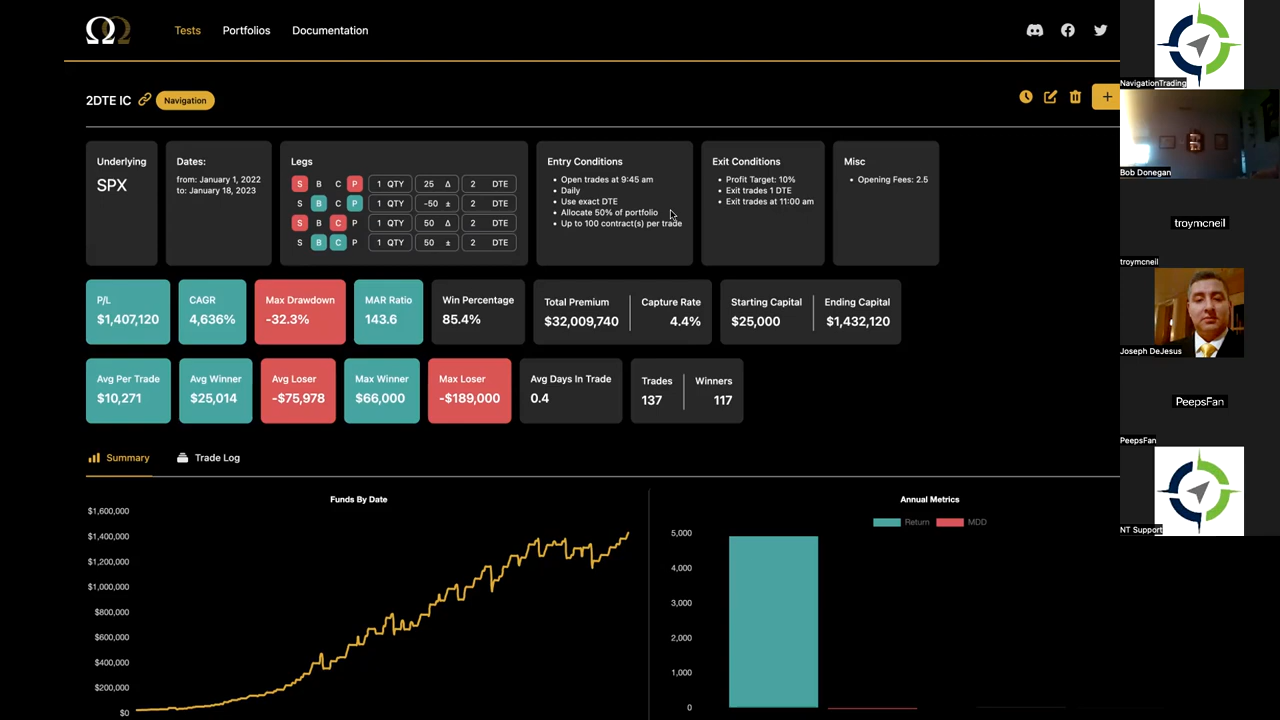 Tests
Portfolios
Documentation
2DTE IC
Navigation
+
Underlying
SPX
Dates:
from: January 1, 2022
to: January 18, 2023
Legs
S B C P 1 QTY 25 Δ 2 DTE
S B C P 1 QTY -50 ± 2 DTE
S B C P 1 QTY 50 Δ 2 DTE
S B C P 1 QTY 50 ± 2 DTE
Entry Conditions
• Open trades at 9:45 am
• Daily
• Use exact DTE
• Allocate 50% of portfolio
• Up to 100 contract(s) per trade
Exit Conditions
• Profit Target: 10%
• Exit trades 1 DTE
• Exit trades at 11:00 am
Misc
• Opening Fees: 2.5
P/L
$1,407,120
CAGR
4,636%
Max Drawdown
-32.3%
MAR Ratio
143.6
Win Percentage
85.4%
Total Premium
$32,009,740
Capture Rate
4.4%
Starting Capital
$25,000
Ending Capital
$1,432,120
Avg Per Trade
$10,271
Avg Winner
$25,014
Avg Loser
-$75,978
Max Winner
$66,000
Max Loser
-$189,000
Avg Days In Trade
0.4
Trades
137
Winners
117
Summary
Trade Log
Funds By Date
$1,600,000
$1,400,000
$1,200,000
$1,000,000
$800,000
$600,000
$400,000
$200,000
$0
Annual Metrics
Return
MDD
5,000
4,000
3,000
2,000
1,000
0
NavigationTrading
Bob Donegan
troymcneil
troymcneil
Joseph DeJesus
PeepsFan
PeepsFan
NT Support